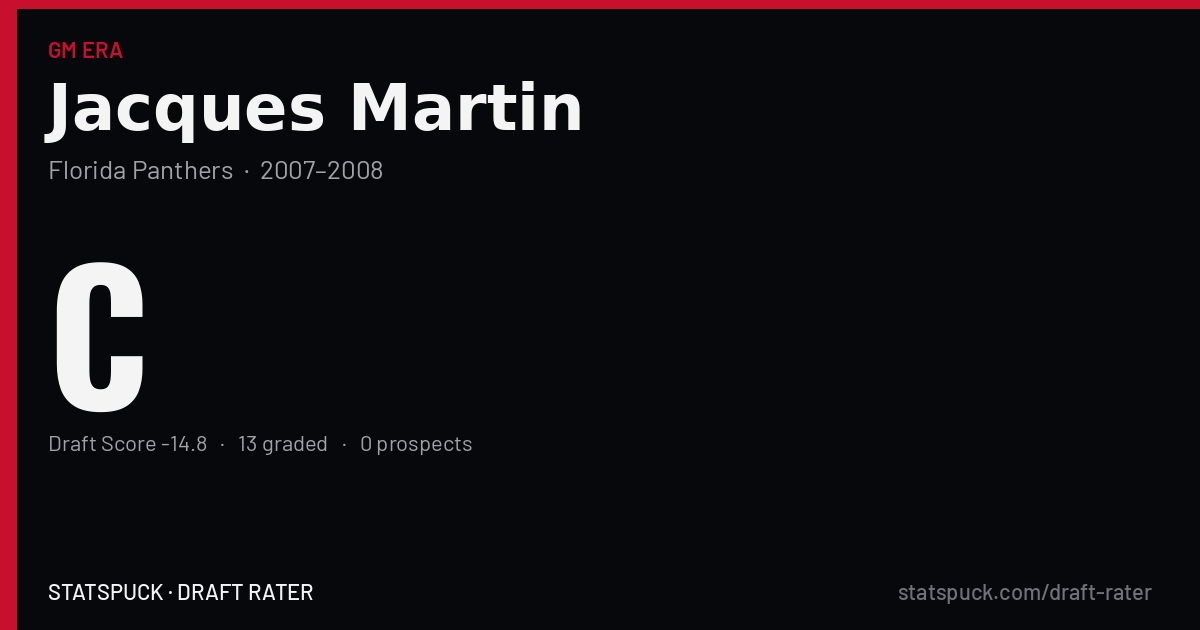 GM ERA
Jacques Martin
Florida Panthers · 2007–2008
C
Draft Score -14.8 · 13 graded · 0 prospects
STATSPUCK · DRAFT RATER
statspuck.com/draft-rater